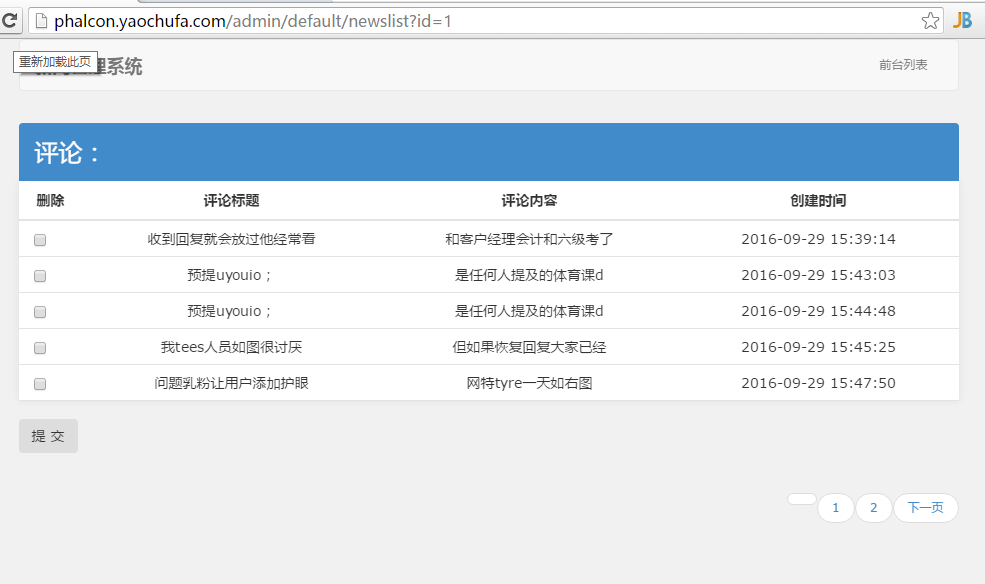 phalcon.yaochufa.com/admin/default/newslist?id=1
JB
重新加载此页
理系统
前台列表
评论：
删除 评论标题 评论内容 创建时间
收到回复就会放过他经常看 和客户经理会计和六级考了 2016-09-29 15:39:14
预提uyouio； 是任何人提及的体育课d 2016-09-29 15:43:03
预提uyouio； 是任何人提及的体育课d 2016-09-29 15:44:48
我tees人员如图很讨厌 但如果恢复回复大家已经 2016-09-29 15:45:25
问题乳粉让用户添加护眼 网特tyre一天如右图 2016-09-29 15:47:50
提 交
1 2 下一页